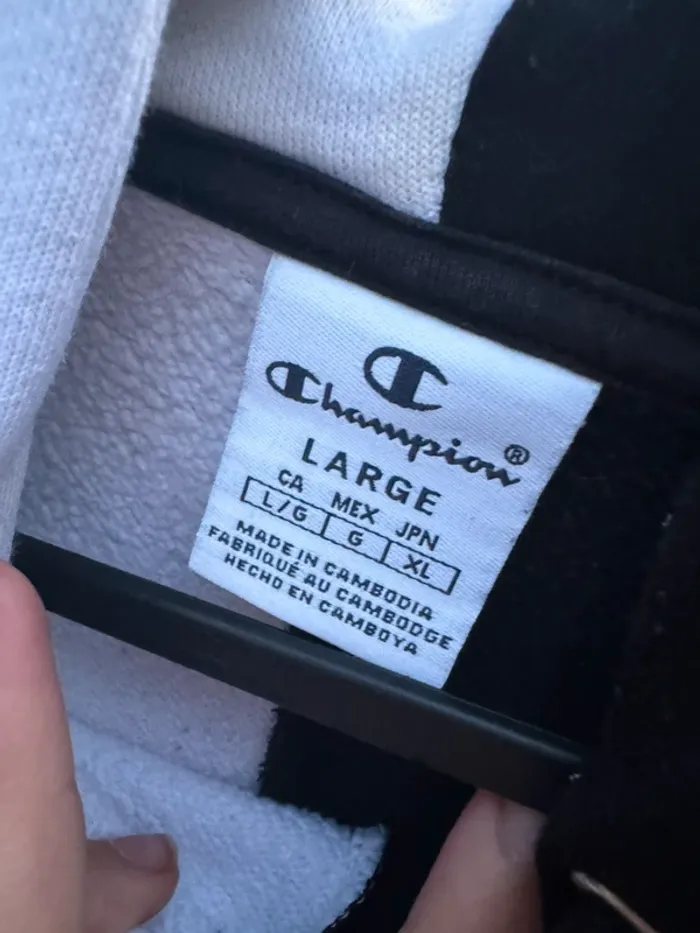 Champion®
LARGE
CA MEX JPN
L/G G XL
MADE IN CAMBODIA
FABRIQUÉ AU CAMBODGE
HECHO EN CAMBOYA